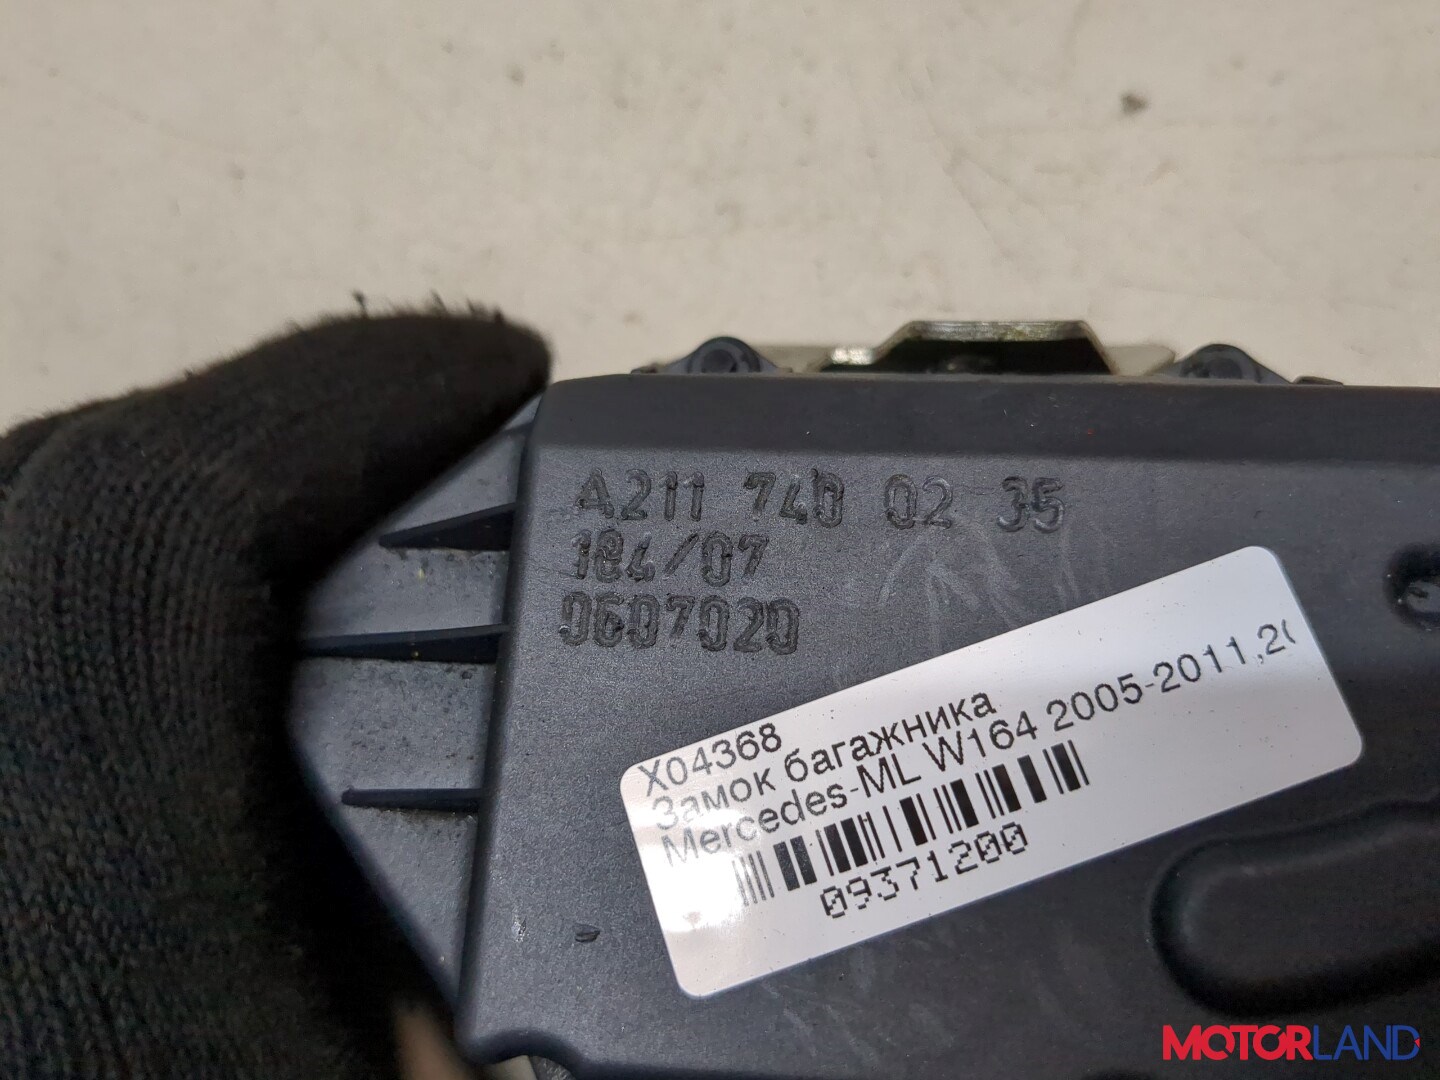 A211 740 02 35
184/07
0607020
X04368
Замок багажника
Mercedes-ML W164 2005-2011,20
09371200
MOTORLAND